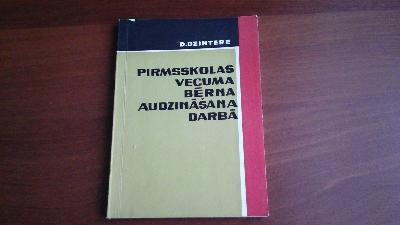 D.DZINTERE
PIRMSSKOLAS
VECUMA
BĒRNA
AUDZINĀŠANA
DARBĀ